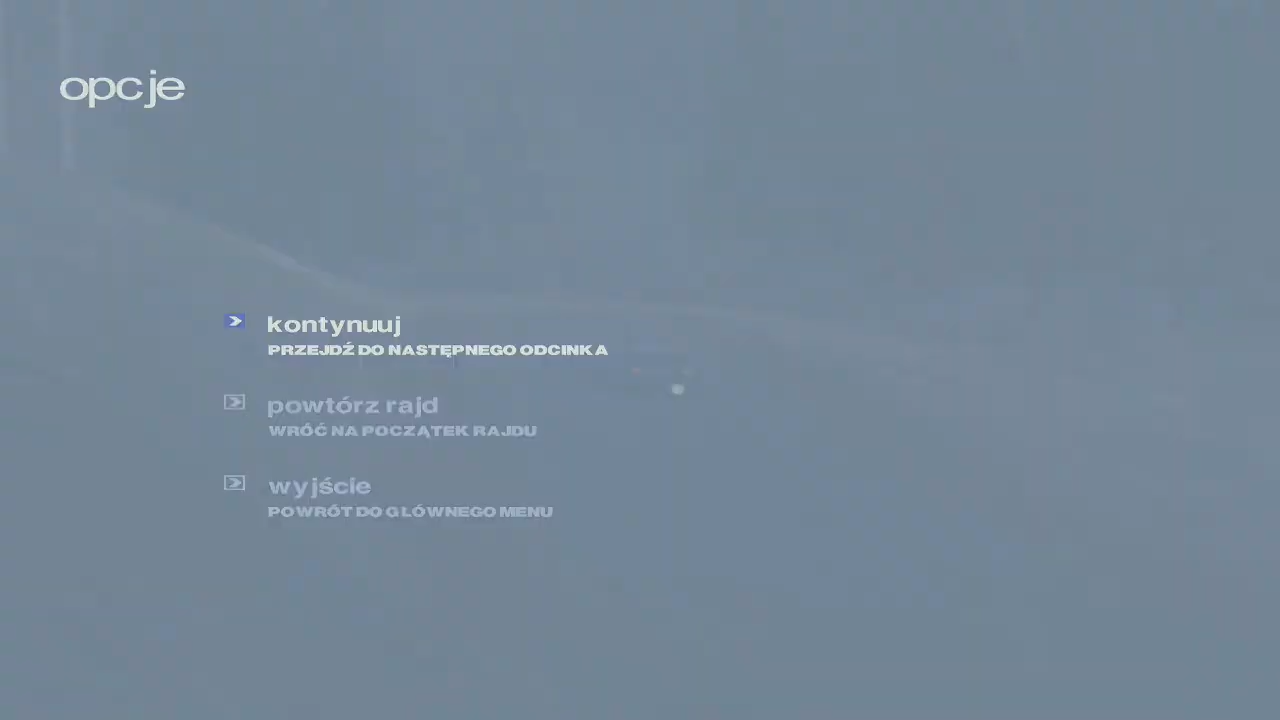 opcje
kontynuuj
PRZEJDŹ DO NASTĘPNEGO ODCINKA
powtórz rajd
WRÓĆ NA POCZĄTEK RAJDU
wyjście
POWRÓT DO GŁÓWNEGO MENU